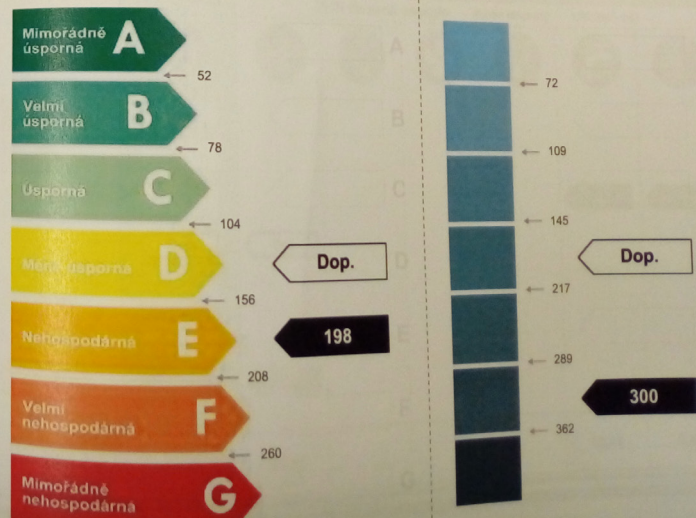 Mimořádně
úsporná
A
52
Velmi
úsporná
B
78
Úsporná
C
104
Méně úsporná
D
156
Nehospodárná
E
208
Velmi
nehospodárná
F
260
Mimořádně
nehospodárná
G
Dop.
198
72
109
145
217
289
362
Dop.
300